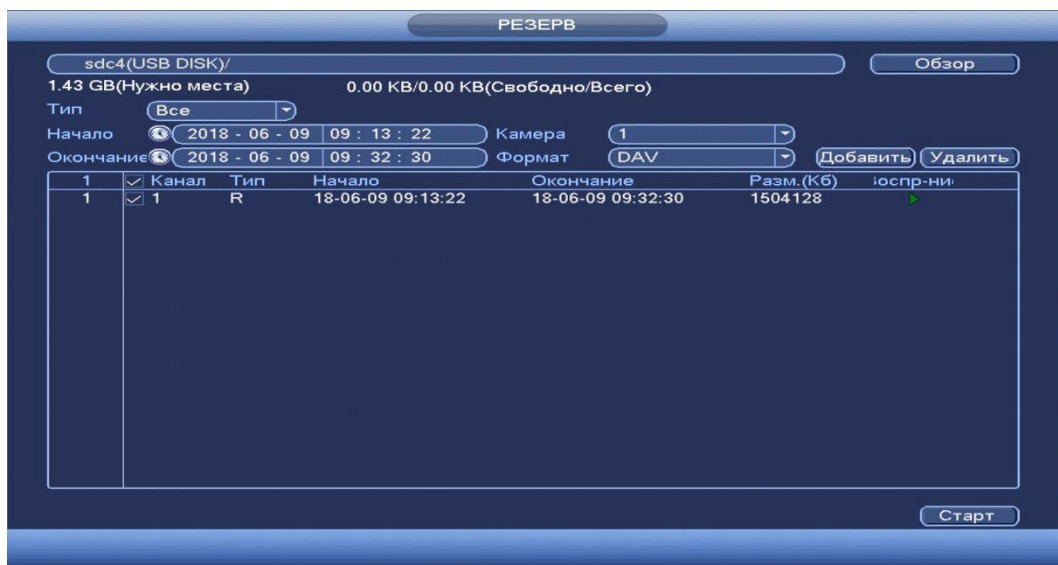 РЕЗЕРВ
sdc4(USB DISK)/ Обзор
1.43 GB(Нужно места) 0.00 KB/0.00 KB(Свободно/Всего)
Тип Все
Начало 2018 - 06 - 09 09 : 13 : 22 Камера 1
Окончание 2018 - 06 - 09 09 : 32 : 30 Формат DAV Добавить Удалить
1 Канал Тип Начало Окончание Разм.(Кб)
1 1 R 18-06-09 09:13:22 18-06-09 09:32:30 1504128
Старт